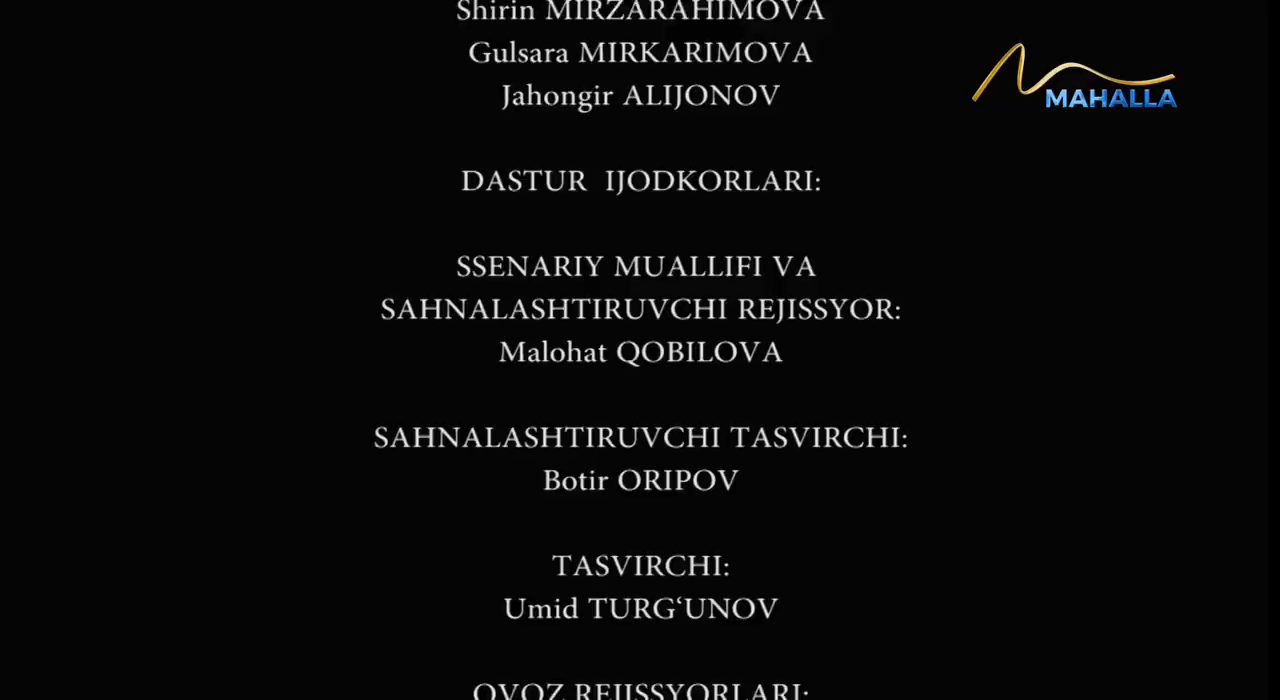 Shirin MIRZARAHIMOVA
Gulsara MIRKARIMOVA
Jahongir ALIJONOV
MAHALLA
DASTUR IJODKORLARI:
SSENARIY MUALLIFI VA
SAHNALASHTIRUVCHI REJISSYOR:
Malohat QOBILOVA
SAHNALASHTIRUVCHI TASVIRCHI:
Botir ORIPOV
TASVIRCHI:
Umid TURG‘UNOV
OVOZ REJISSYORLARI: